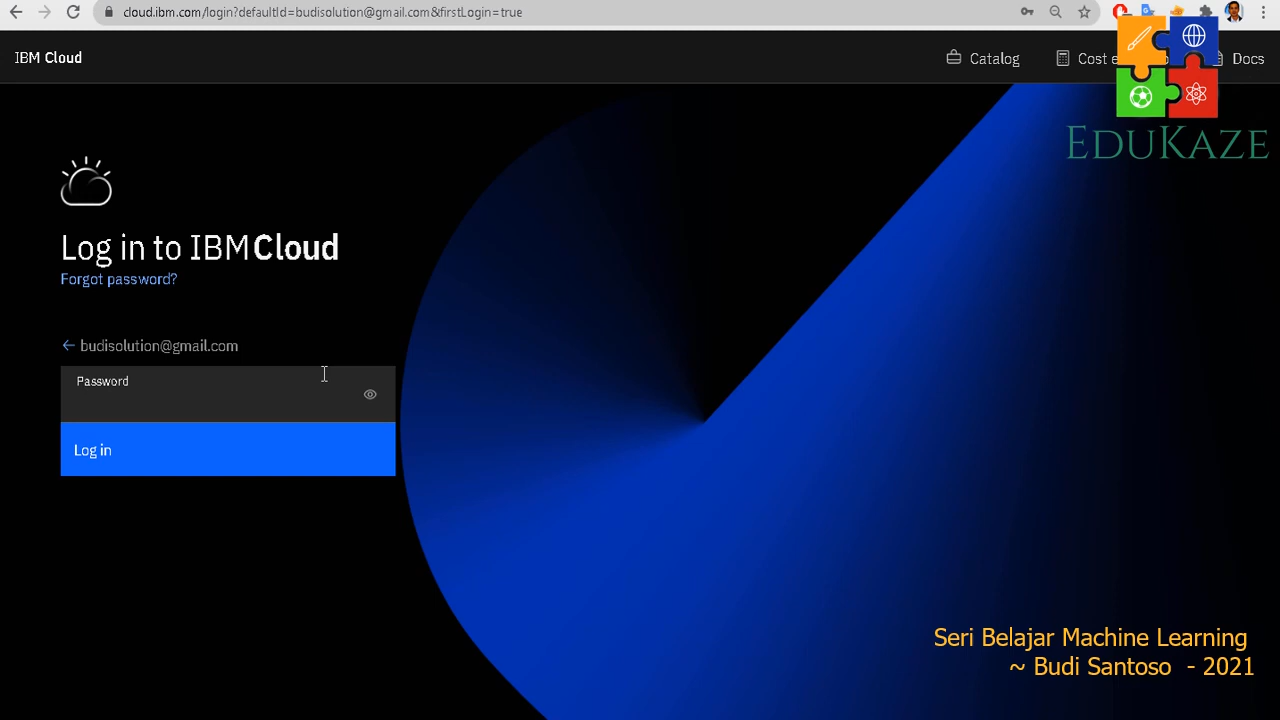 cloud.ibm.com/login?defaultId=budisolution@gmail.com&firstLogin=true
IBM Cloud
Catalog
Cost e
Docs
EduKaze
Log in to IBM Cloud
Forgot password?
← budisolution@gmail.com
Password
Log in
Seri Belajar Machine Learning
~ Budi Santoso - 2021